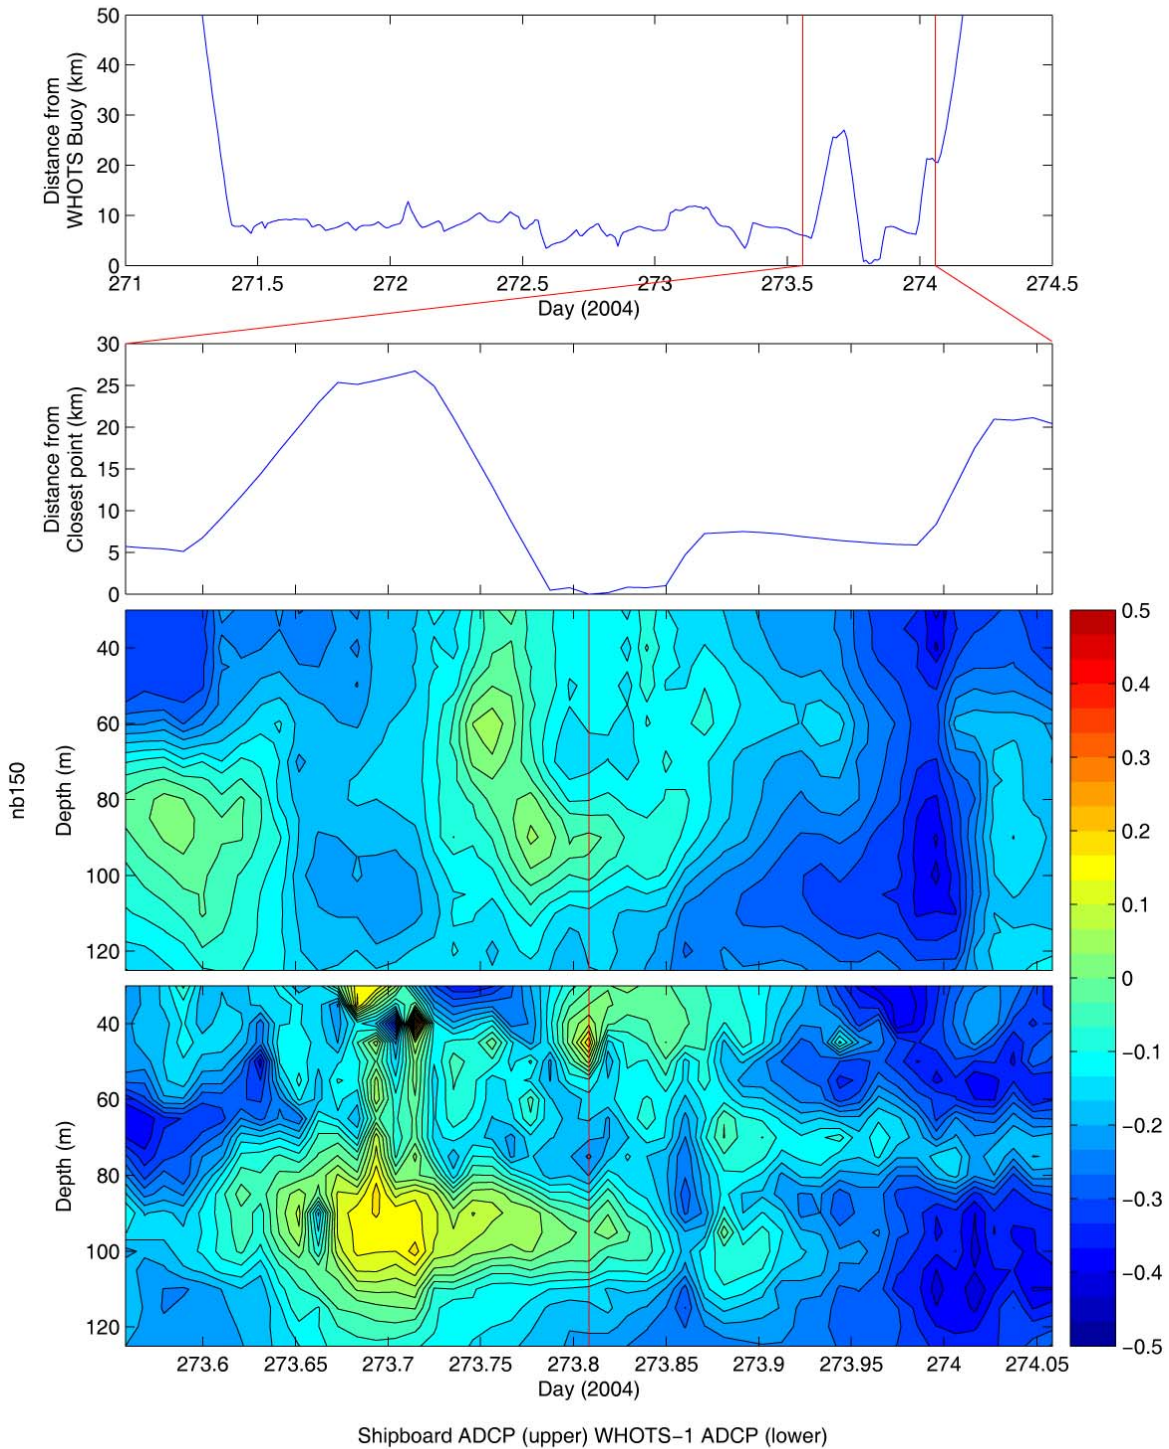 Distance from
WHOTS Buoy (km)
50
40
30
20
10
0
271 271.5 272 272.5 273 273.5 274 274.5
Day (2004)
Distance from
Closest point (km)
30
25
20
15
10
5
0
nb150
Depth (m)
40
60
80
100
120
Depth (m)
40
60
80
100
120
273.6 273.65 273.7 273.75 273.8 273.85 273.9 273.95 274 274.05
Day (2004)
0.5
0.4
0.3
0.2
0.1
0
−0.1
−0.2
−0.3
−0.4
−0.5
Shipboard ADCP (upper) WHOTS−1 ADCP (lower)